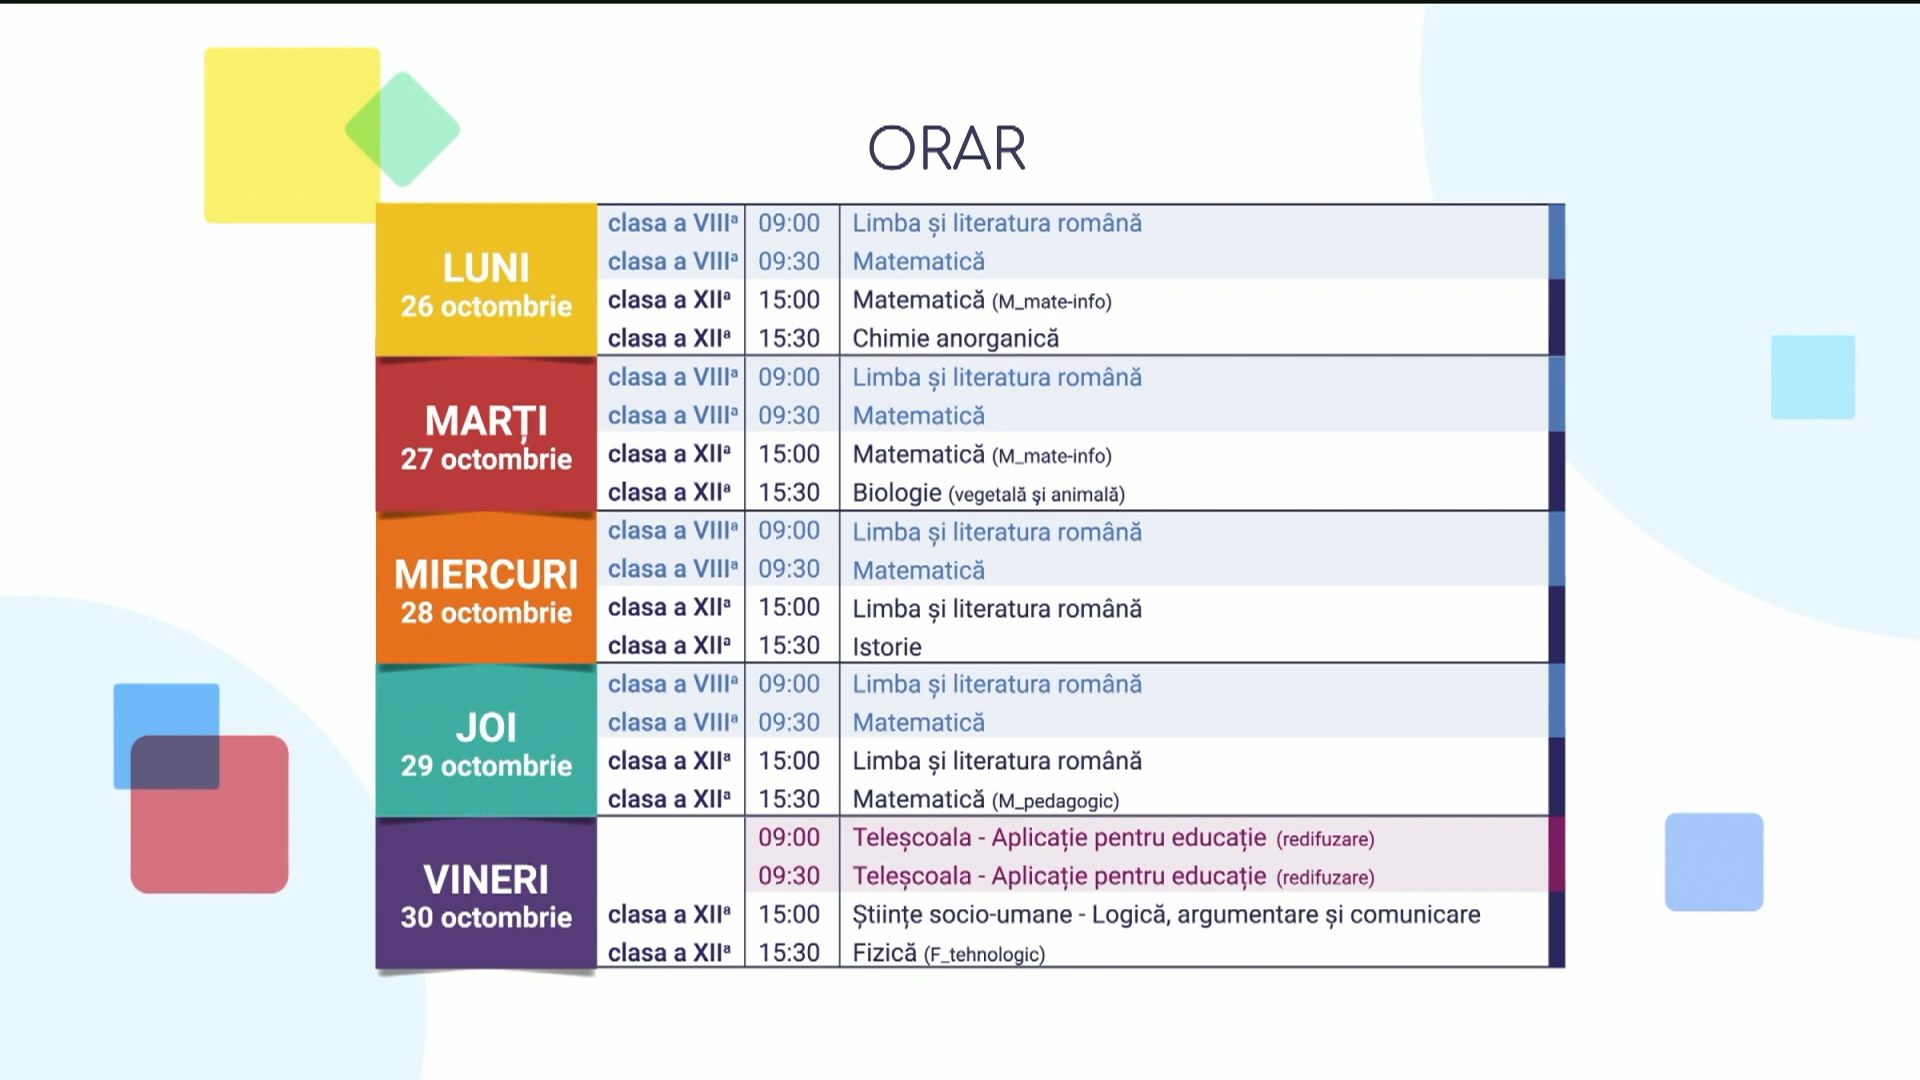 ORAR
LUNI
26 octombrie
clasa a VIIIª 09:00 Limba și literatura română
clasa a VIIIª 09:30 Matematică
clasa a XIIª 15:00 Matematică (M_mate-info)
clasa a XIIª 15:30 Chimie anorganică
MARȚI
27 octombrie
clasa a VIIIª 09:00 Limba și literatura română
clasa a VIIIª 09:30 Matematică
clasa a XIIª 15:00 Matematică (M_mate-info)
clasa a XIIª 15:30 Biologie (vegetală şi animală)
MIERCURI
28 octombrie
clasa a VIIIª 09:00 Limba și literatura română
clasa a VIIIª 09:30 Matematică
clasa a XIIª 15:00 Limba și literatura română
clasa a XIIª 15:30 Istorie
JOI
29 octombrie
clasa a VIIIª 09:00 Limba și literatura română
clasa a VIIIª 09:30 Matematică
clasa a XIIª 15:00 Limba și literatura română
clasa a XIIª 15:30 Matematică (M_pedagogic)
VINERI
30 octombrie
09:00 Teleșcoala - Aplicație pentru educație (redifuzare)
09:30 Teleșcoala - Aplicație pentru educație (redifuzare)
clasa a XIIª 15:00 Științe socio-umane - Logică, argumentare și comunicare
clasa a XIIª 15:30 Fizică (F_tehnologic)